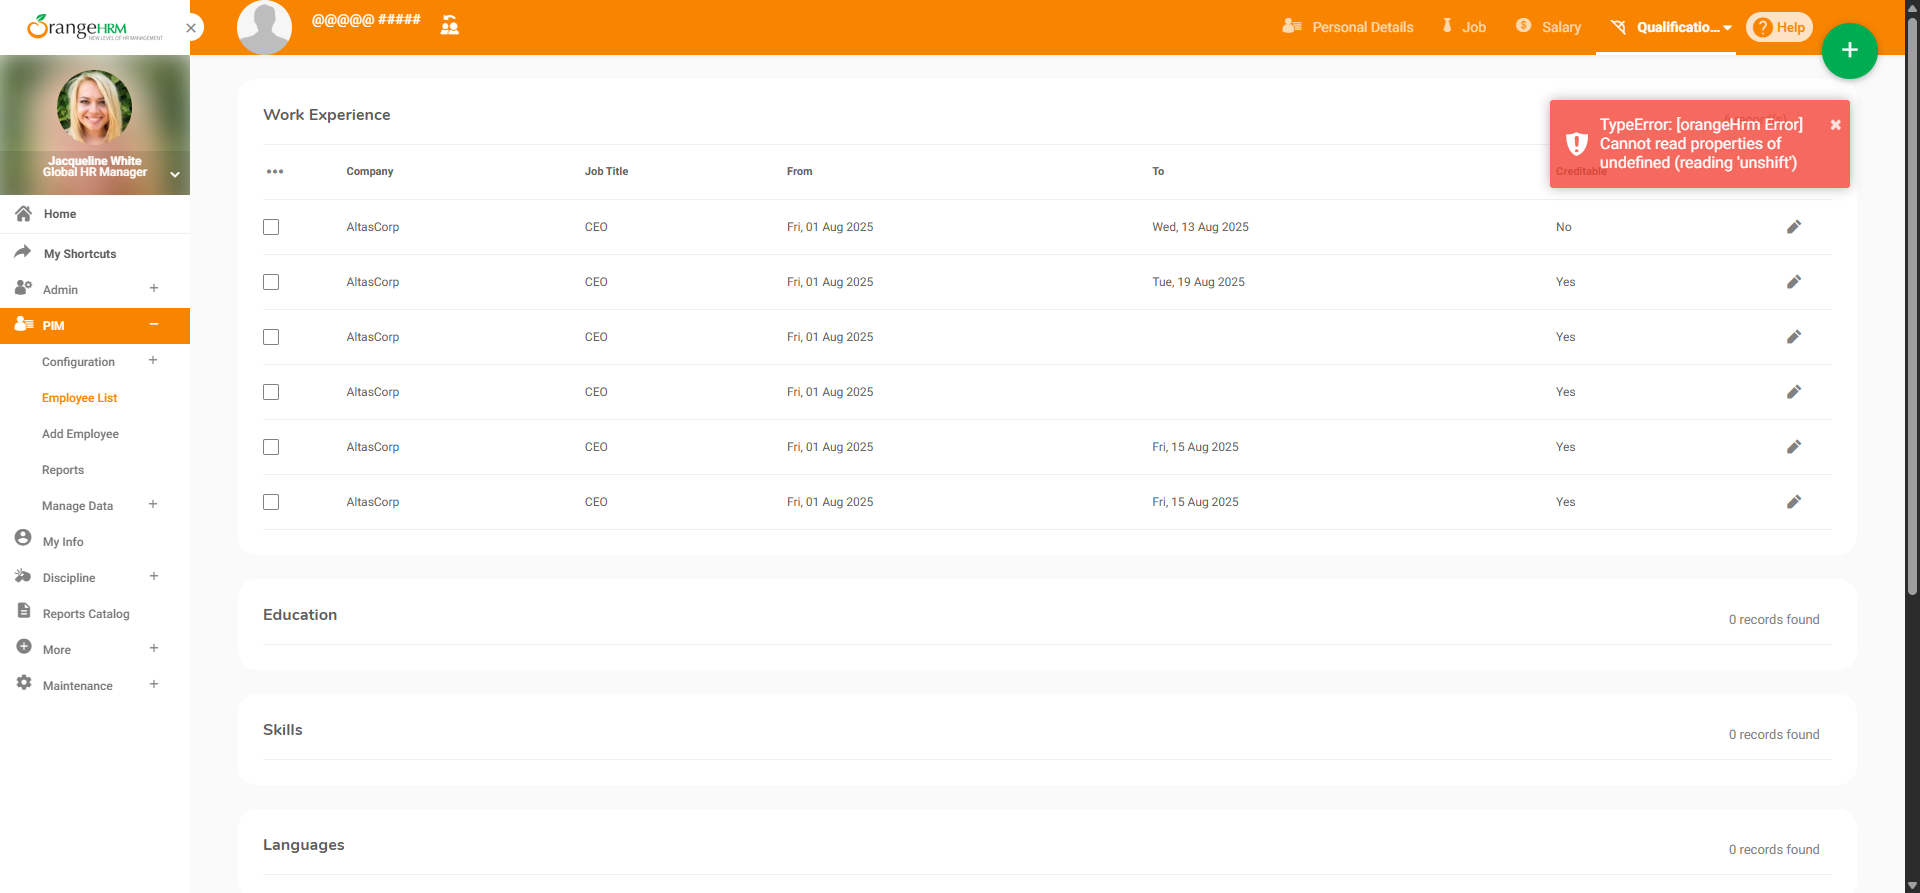 OrangeHRM
NEW LEVEL OF HR MANAGEMENT
@@@@@ #####
Personal Details
Job
Salary
Qualificatio...
Help
Jacqueline White
Global HR Manager
Home
My Shortcuts
Admin
PIM
Configuration
Employee List
Add Employee
Reports
Manage Data
My Info
Discipline
Reports Catalog
More
Maintenance
Work Experience
TypeError: [orangeHrm Error]
Cannot read properties of
undefined (reading 'unshift')
Company Job Title From To Creditable
AltasCorp CEO Fri, 01 Aug 2025 Wed, 13 Aug 2025 No
AltasCorp CEO Fri, 01 Aug 2025 Tue, 19 Aug 2025 Yes
AltasCorp CEO Fri, 01 Aug 2025 Yes
AltasCorp CEO Fri, 01 Aug 2025 Yes
AltasCorp CEO Fri, 01 Aug 2025 Fri, 15 Aug 2025 Yes
AltasCorp CEO Fri, 01 Aug 2025 Fri, 15 Aug 2025 Yes
Education
0 records found
Skills
0 records found
Languages
0 records found